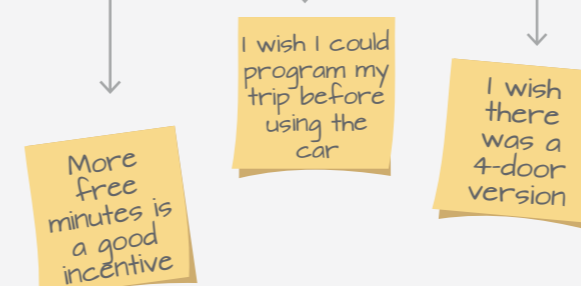 More
free
minutes is
a good
incentive
I wish I could
program my
trip before
using the
car
I wish
there
was a
4-door
version